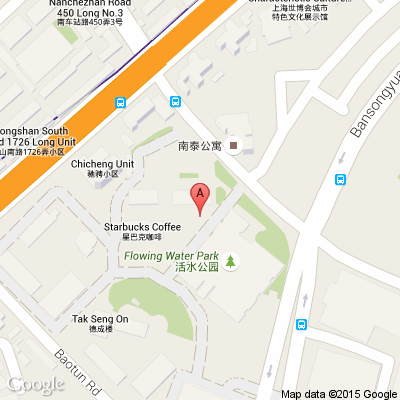 Nanchezhan Road
450 Long No.3
南车站路450弄3号
上海世博会城市
特色文化展示馆
Bansongyua
ongshan South
d 1726 Long Unit
山南路1726弄小区
Chicheng Unit
南泰公寓
A
Starbucks Coffee
星巴克咖啡
Flowing Water Park
活水公园
Tak Seng On
德成楼
Baotun Rd
Google
Map data ©2015 Google